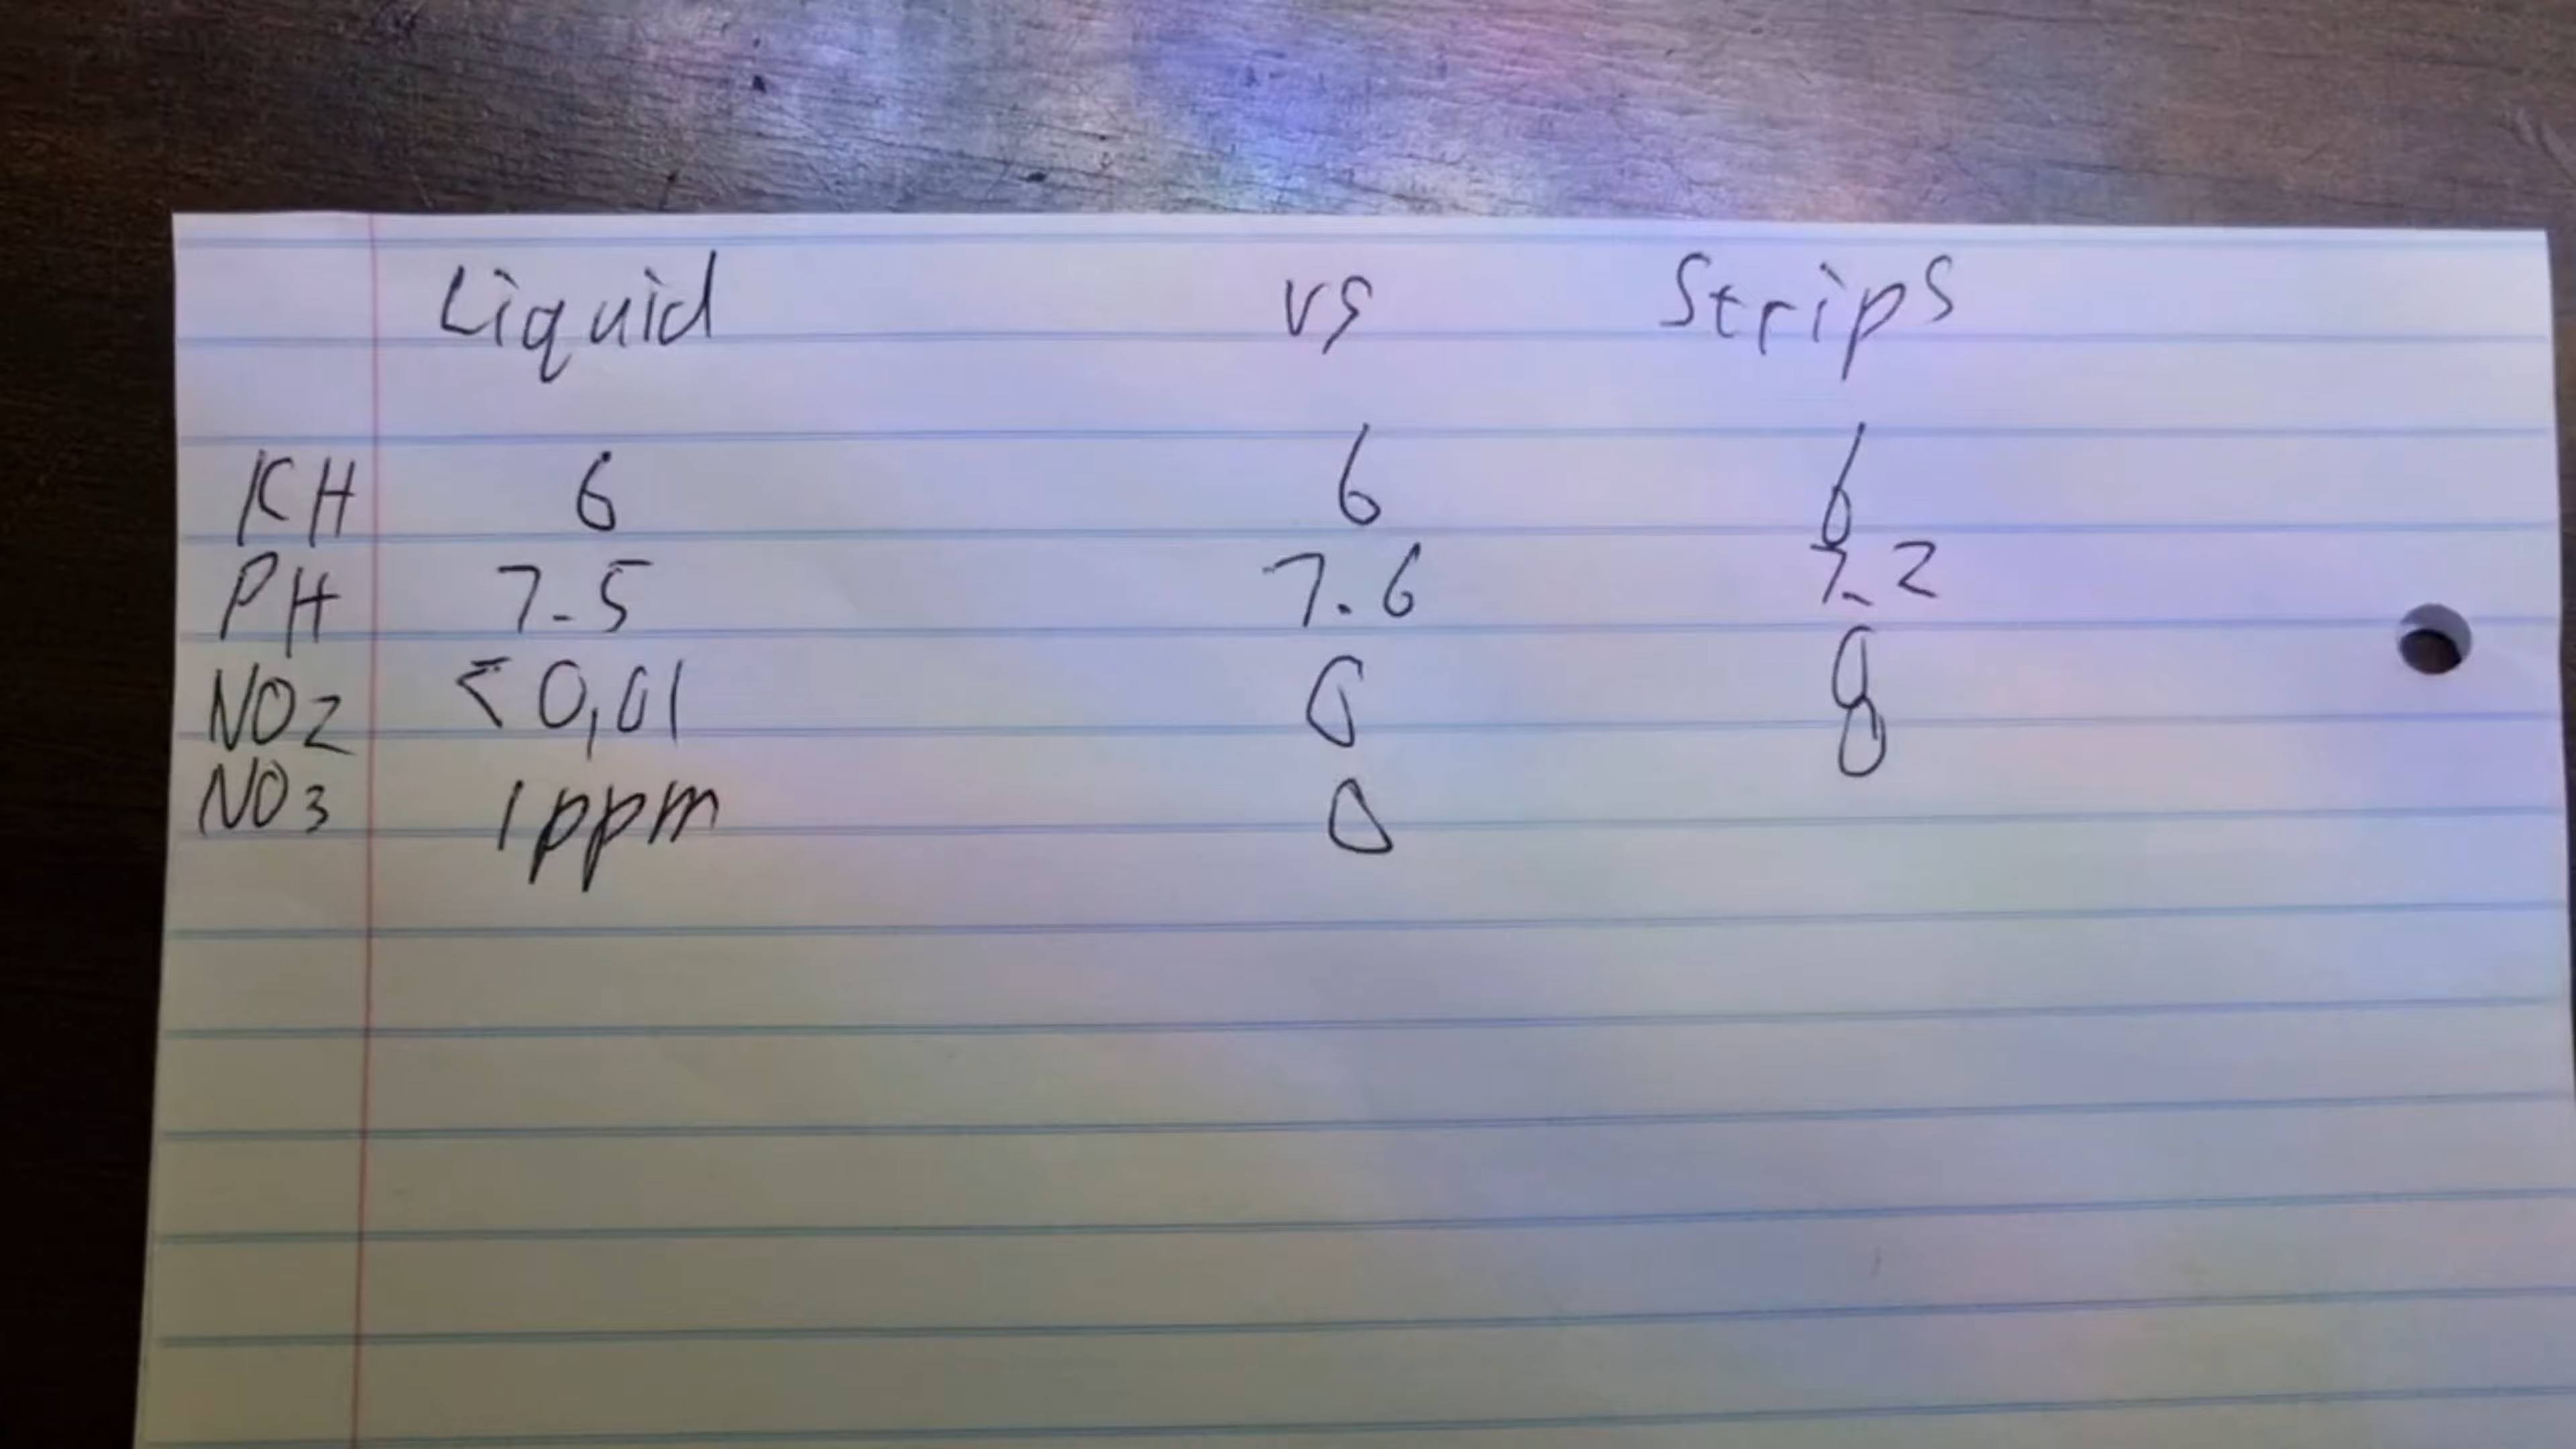 Liquid vs Strips
KH 6 6 6
PH 7.5 7.6 7.2
NO2 ≤0,01 0 0
NO3 1ppm 0 0